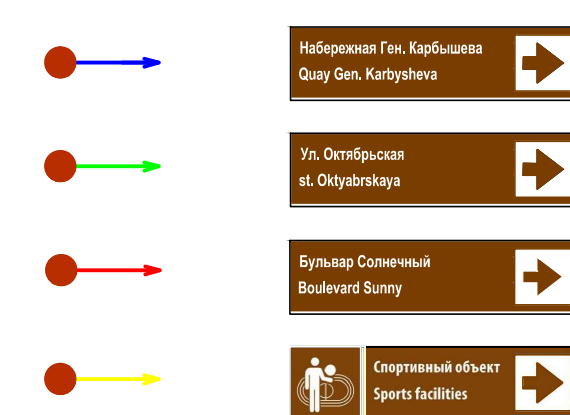 Набережная Ген. Карбышева
Quay Gen. Karbysheva
Ул. Октябрьская
st. Oktyabrskaya
Бульвар Солнечный
Boulevard Sunny
Спортивный объект
Sports facilities